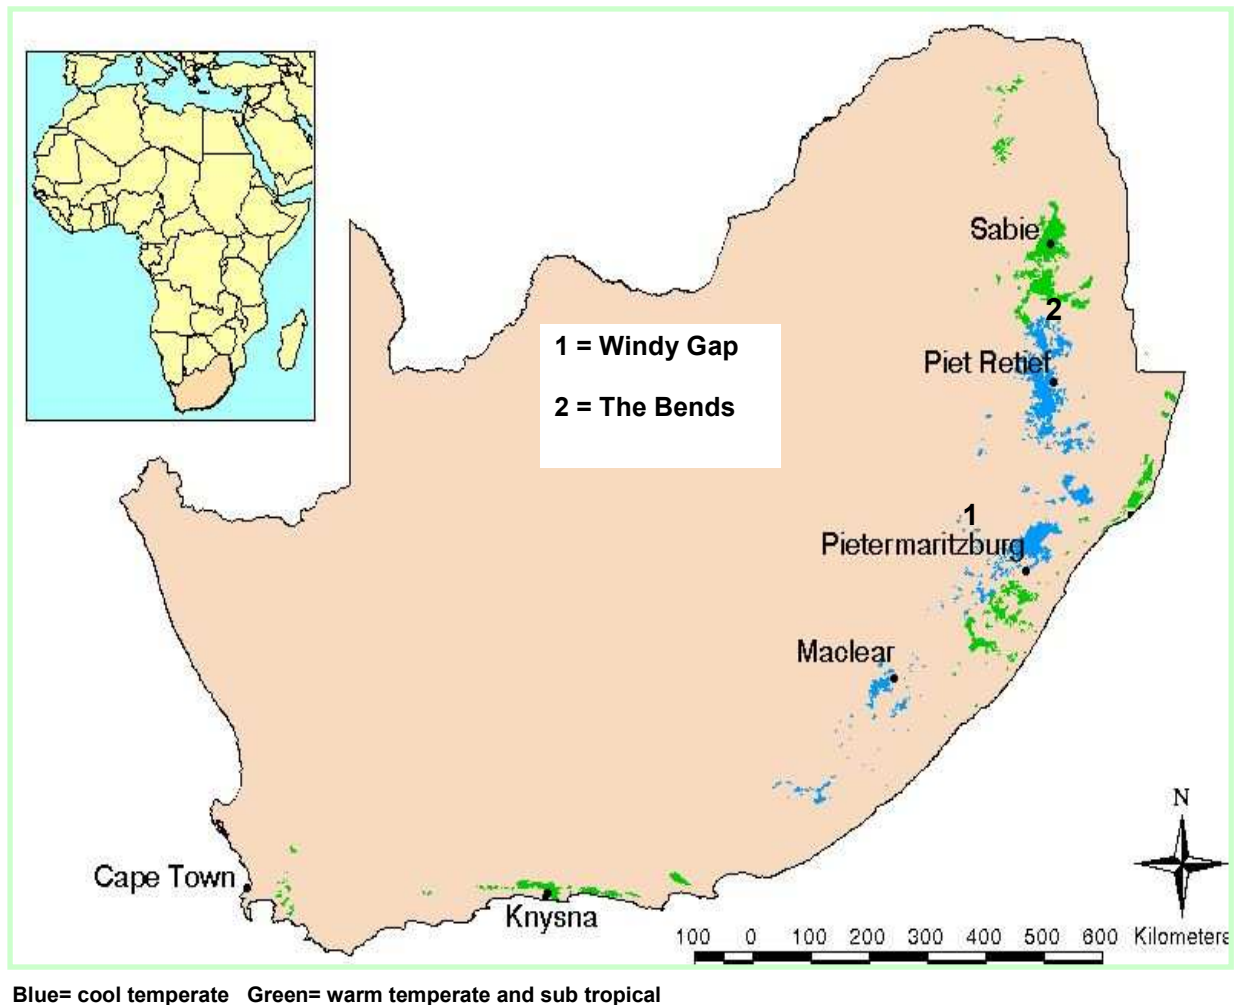 Sabie
2
1 = Windy Gap
Piet Retief
2 = The Bends
1
Pietermaritzburg
Maclear
N
Cape Town
Knysna
100 0 100 200 300 400 500 600 Kilometers
Blue= cool temperate Green= warm temperate and sub tropical